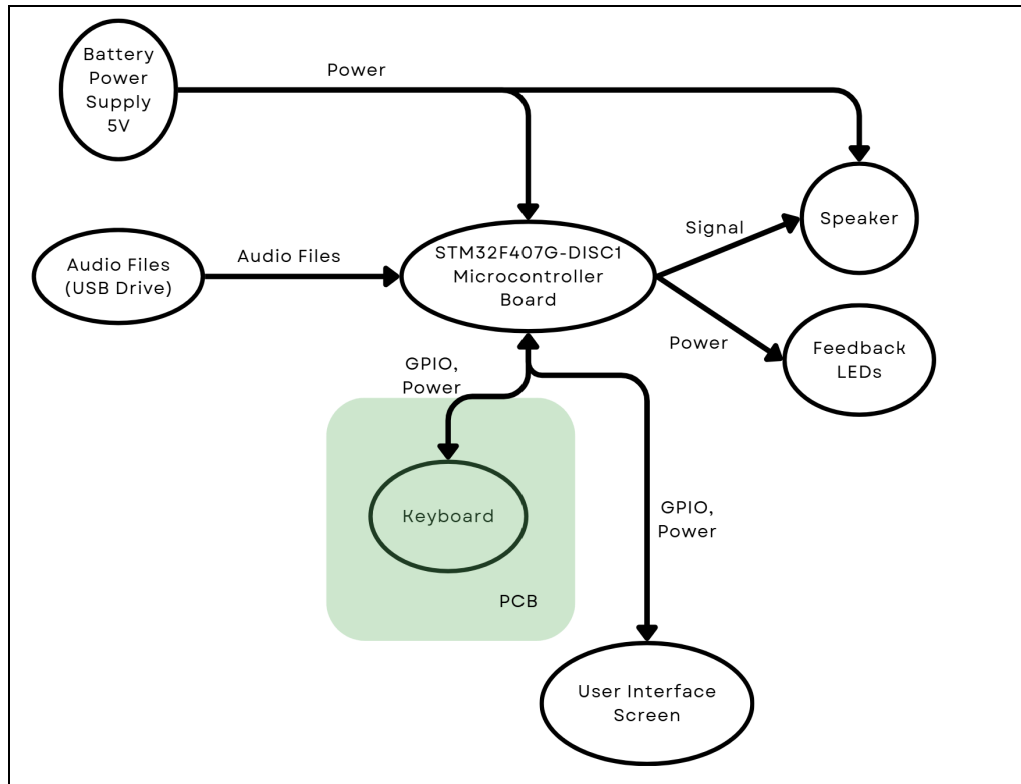 Battery
Power
Supply
5V
Power
Audio Files
(USB Drive)
Audio Files
STM32F407G-DISC1
Microcontroller
Board
Signal
Speaker
Power
Feedback
LEDs
GPIO,
Power
Keyboard
PCB
GPIO,
Power
User Interface
Screen